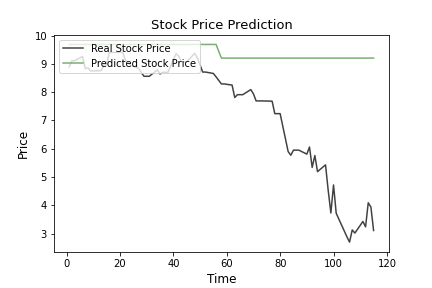 Stock Price Prediction
Real Stock Price
Predicted Stock Price
Price
10
9
8
7
6
5
4
3
0 20 40 60 80 100 120
Time